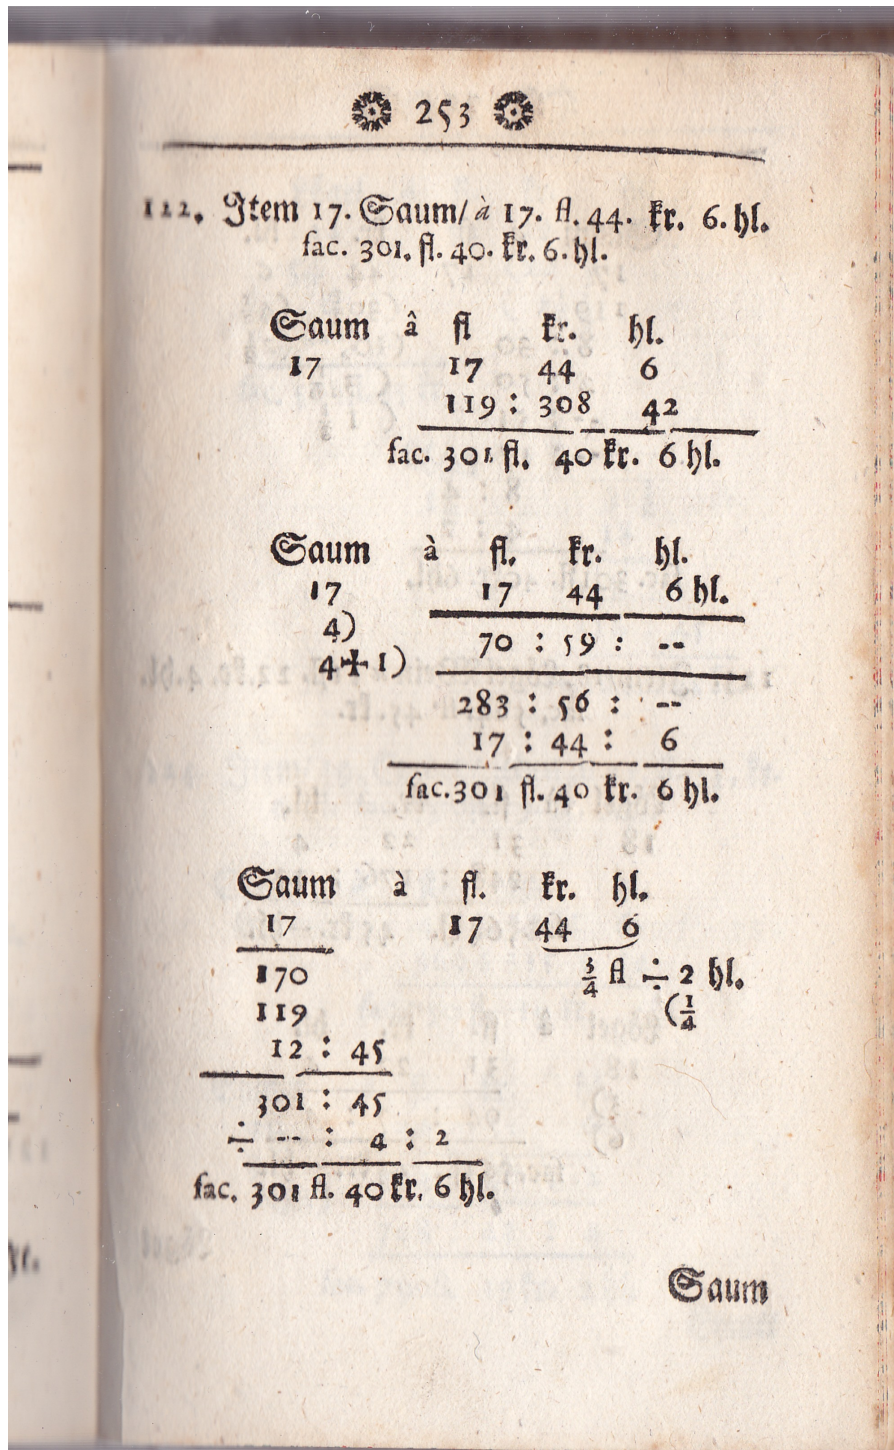 253
122. Item 17. Saum/ à 17. fl. 44. kr. 6. hl.
fac. 301. fl. 40. kr. 6. hl.
Saum â fl kr. hl.
17 17 44 6
119 : 308 42
fac. 301. fl. 40 kr. 6 hl.
Saum à fl. kr. hl.
17 17 44 6 hl.
4) 70 : 59 : --
4 + 1)
283 : 56 : --
17 : 44 : 6
fac. 301 fl. 40 kr. 6 hl.
Saum à fl. kr. hl.
17 17 44 6
170 ¾ fl ÷ 2 hl.
119 (¼
12 : 45
301 : 45
÷ -- : 4 : 2
fac. 301 fl. 40 kr. 6 hl.
Saum